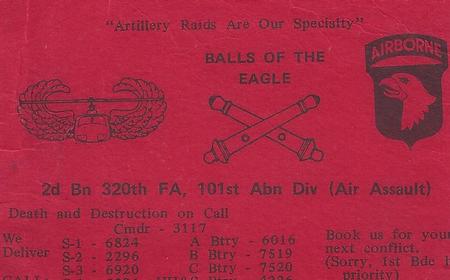 "Artillery Raids Are Our Specialty"
BALLS OF THE
EAGLE
AIRBORNE
2d Bn 320th FA, 101st Abn Div (Air Assault)
Death and Destruction on Call
Cmdr - 3117
We
Deliver
S-1 - 6824
S-2 - 2296
S-3 - 6920
A Btry - 6016
B Btry - 7519
C Btry - 7520
Book us for your
next conflict.
(Sorry, 1st Bde
priority)